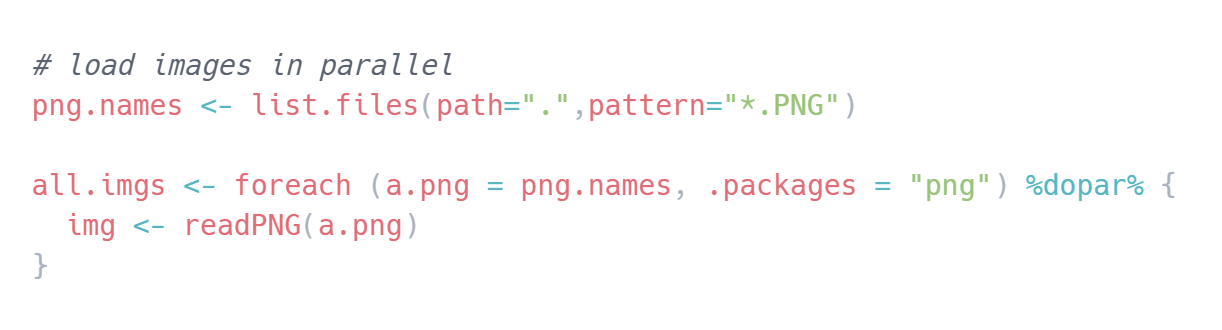 # load images in parallel
png.names <- list.files(path=".",pattern="*.PNG")
all.imgs <- foreach (a.png = png.names, .packages = "png") %dopar% {
  img <- readPNG(a.png)
}